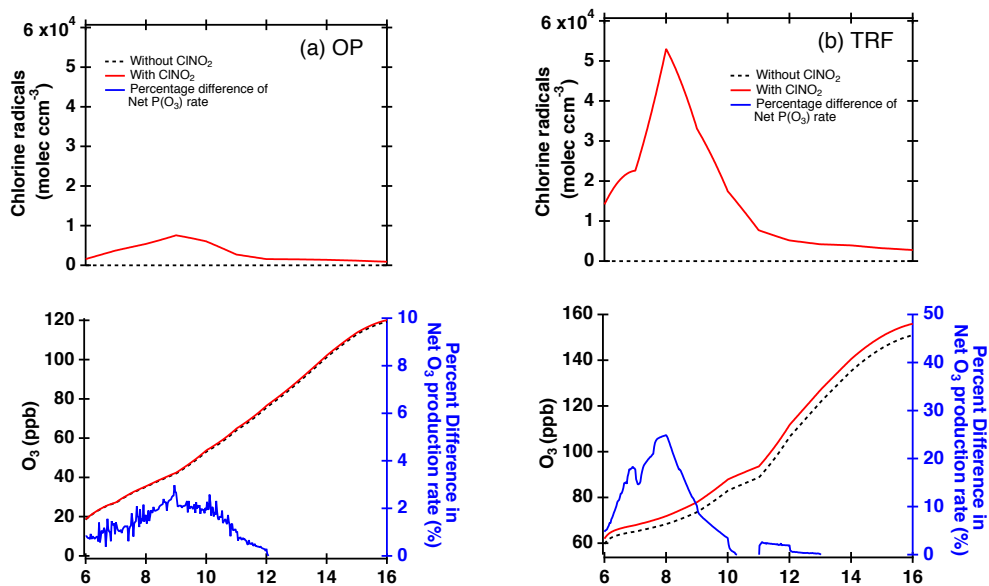 6 x10⁴
5
4
3
2
1
0
Chlorine radicals
(molec ccm⁻³)
(a) OP
Without ClNO₂
With ClNO₂
Percentage difference of
Net P(O₃) rate
6 x10⁴
5
4
3
2
1
0
Chlorine radicals
(molec ccm⁻³)
(b) TRF
Without ClNO₂
With ClNO₂
Percentage difference of
Net P(O₃) rate
120
100
80
60
40
20
0
O₃ (ppb)
6
8
10
12
14
16
10
8
6
4
2
0
Percent Difference in
Net O₃ production rate (%)
160
140
120
100
80
60
O₃ (ppb)
6
8
10
12
14
16
50
40
30
20
10
0
Percent Difference in
Net O₃ production rate (%)